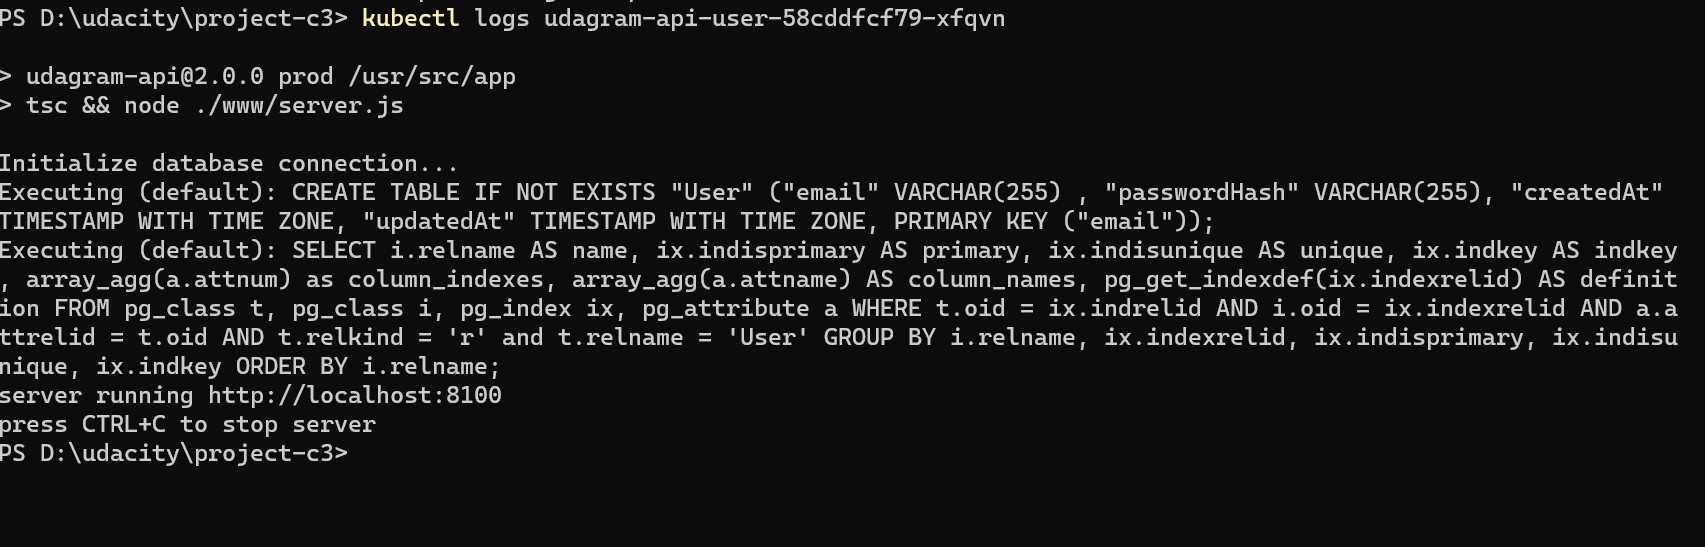 PS D:\udacity\project-c3> kubectl logs udagram-api-user-58cddfcf79-xfqvn
> udagram-api@2.0.0 prod /usr/src/app
> tsc && node ./www/server.js
Initialize database connection...
Executing (default): CREATE TABLE IF NOT EXISTS "User" ("email" VARCHAR(255) , "passwordHash" VARCHAR(255), "createdAt"
TIMESTAMP WITH TIME ZONE, "updatedAt" TIMESTAMP WITH TIME ZONE, PRIMARY KEY ("email"));
Executing (default): SELECT i.relname AS name, ix.indisprimary AS primary, ix.indisunique AS unique, ix.indkey AS indkey
, array_agg(a.attnum) as column_indexes, array_agg(a.attname) AS column_names, pg_get_indexdef(ix.indexrelid) AS definit
ion FROM pg_class t, pg_class i, pg_index ix, pg_attribute a WHERE t.oid = ix.indrelid AND i.oid = ix.indexrelid AND a.a
ttrelid = t.oid AND t.relkind = 'r' and t.relname = 'User' GROUP BY i.relname, ix.indexrelid, ix.indisprimary, ix.indisu
nique, ix.indkey ORDER BY i.relname;
server running http://localhost:8100
press CTRL+C to stop server
PS D:\udacity\project-c3>